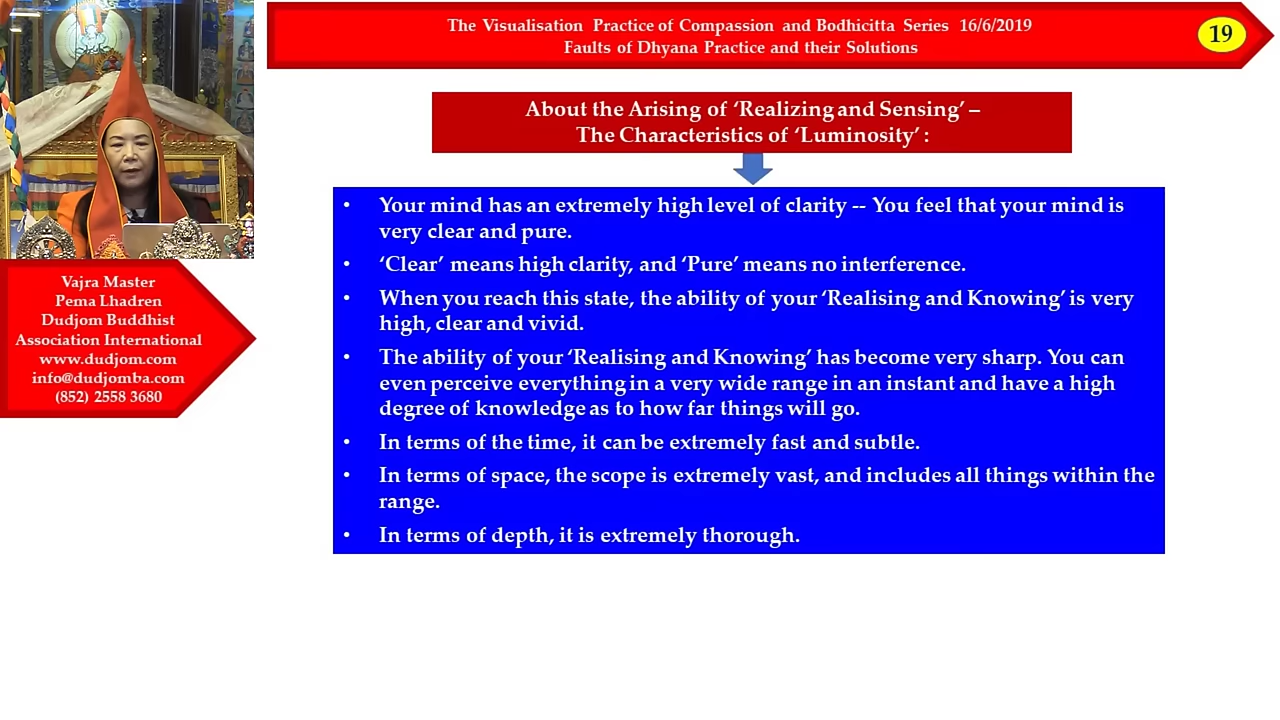 The Visualisation Practice of Compassion and Bodhicitta Series 16/6/2019
Faults of Dhyana Practice and their Solutions
19
About the Arising of ‘Realizing and Sensing’ –
The Characteristics of ‘Luminosity’ :
• Your mind has an extremely high level of clarity -- You feel that your mind is
very clear and pure.
• ‘Clear’ means high clarity, and ‘Pure’ means no interference.
• When you reach this state, the ability of your ‘Realising and Knowing’ is very
high, clear and vivid.
• The ability of your ‘Realising and Knowing’ has become very sharp. You can
even perceive everything in a very wide range in an instant and have a high
degree of knowledge as to how far things will go.
• In terms of the time, it can be extremely fast and subtle.
• In terms of space, the scope is extremely vast, and includes all things within the
range.
• In terms of depth, it is extremely thorough.
Vajra Master
Pema Lhadren
Dudjom Buddhist
Association International
www.dudjom.com
info@dudjomba.com
(852) 2558 3680